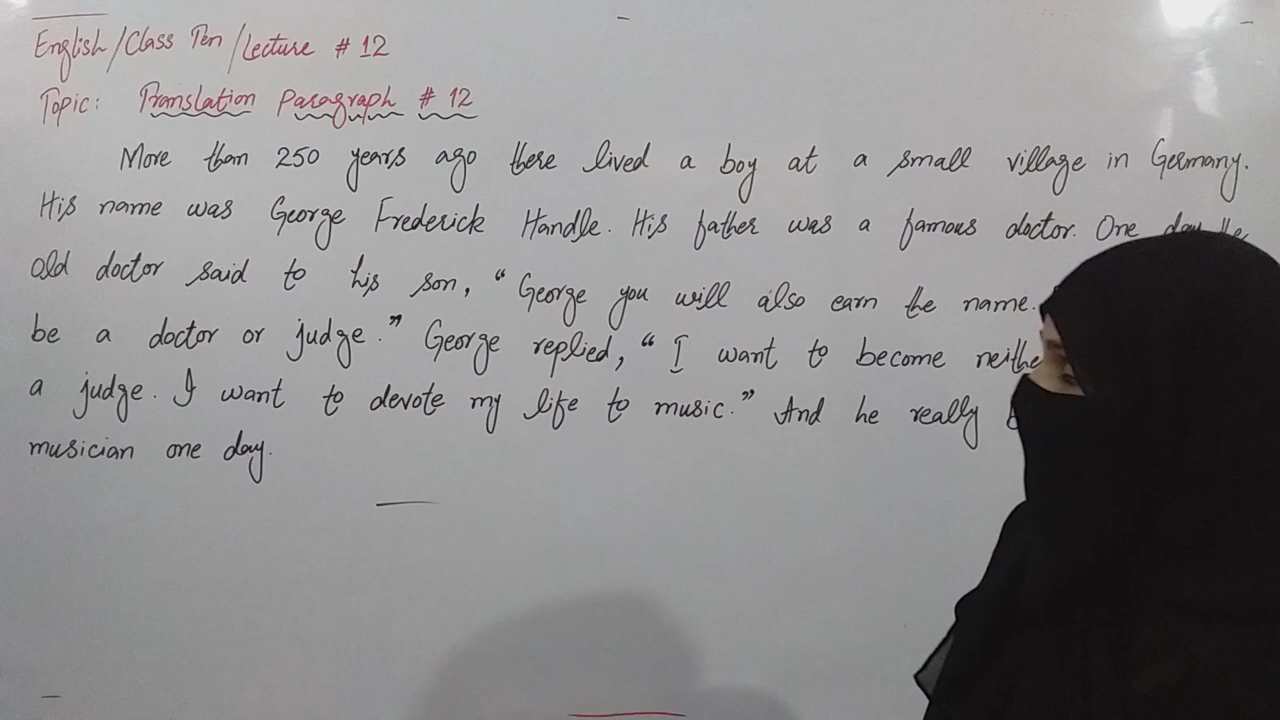 English/Class Ten/Lecture # 12
Topic: Translation Paragraph # 12
More than 250 years ago there lived a boy at a small village in Germany.
His name was George Frederick Handle. His father was a famous doctor. One day the
old doctor said to his son, "George you will also earn the name.
be a doctor or judge." George replied, "I want to become
a judge. I want to devote my life to music." And he really
musician one day.